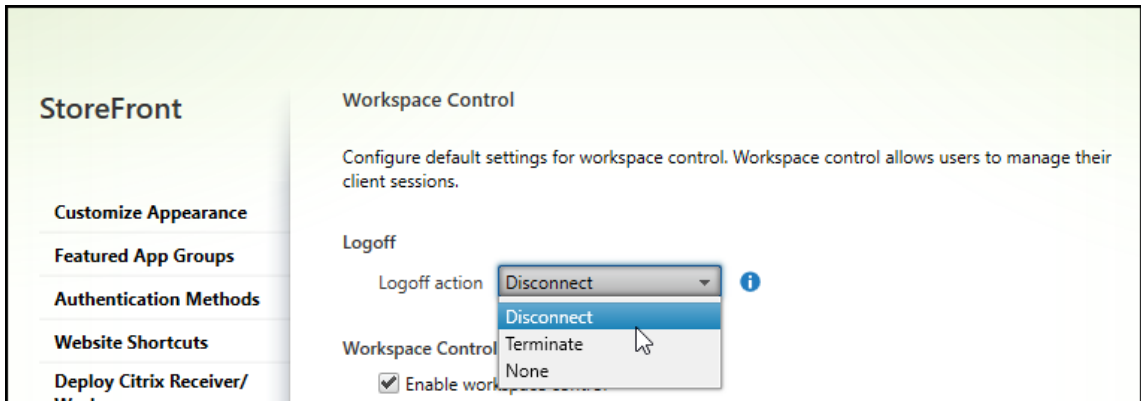 StoreFront
Customize Appearance
Featured App Groups
Authentication Methods
Website Shortcuts
Deploy Citrix Receiver/
Workspace Control
Configure default settings for workspace control. Workspace control allows users to manage their
client sessions.
Logoff
Logoff action Disconnect
Disconnect
Terminate
None
Workspace Control
Enable